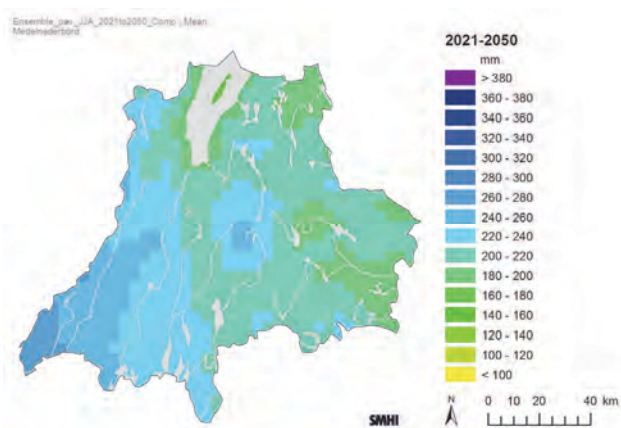 Ensemble_pav_JJA_2021to2050_Comp ; Mean
Medelnederbörd
2021-2050
mm
> 380
360 - 380
340 - 360
320 - 340
300 - 320
280 - 300
260 - 280
240 - 260
220 - 240
200 - 220
180 - 200
160 - 180
140 - 160
120 - 140
100 - 120
< 100
N
0 10 20 40 km
SMHI